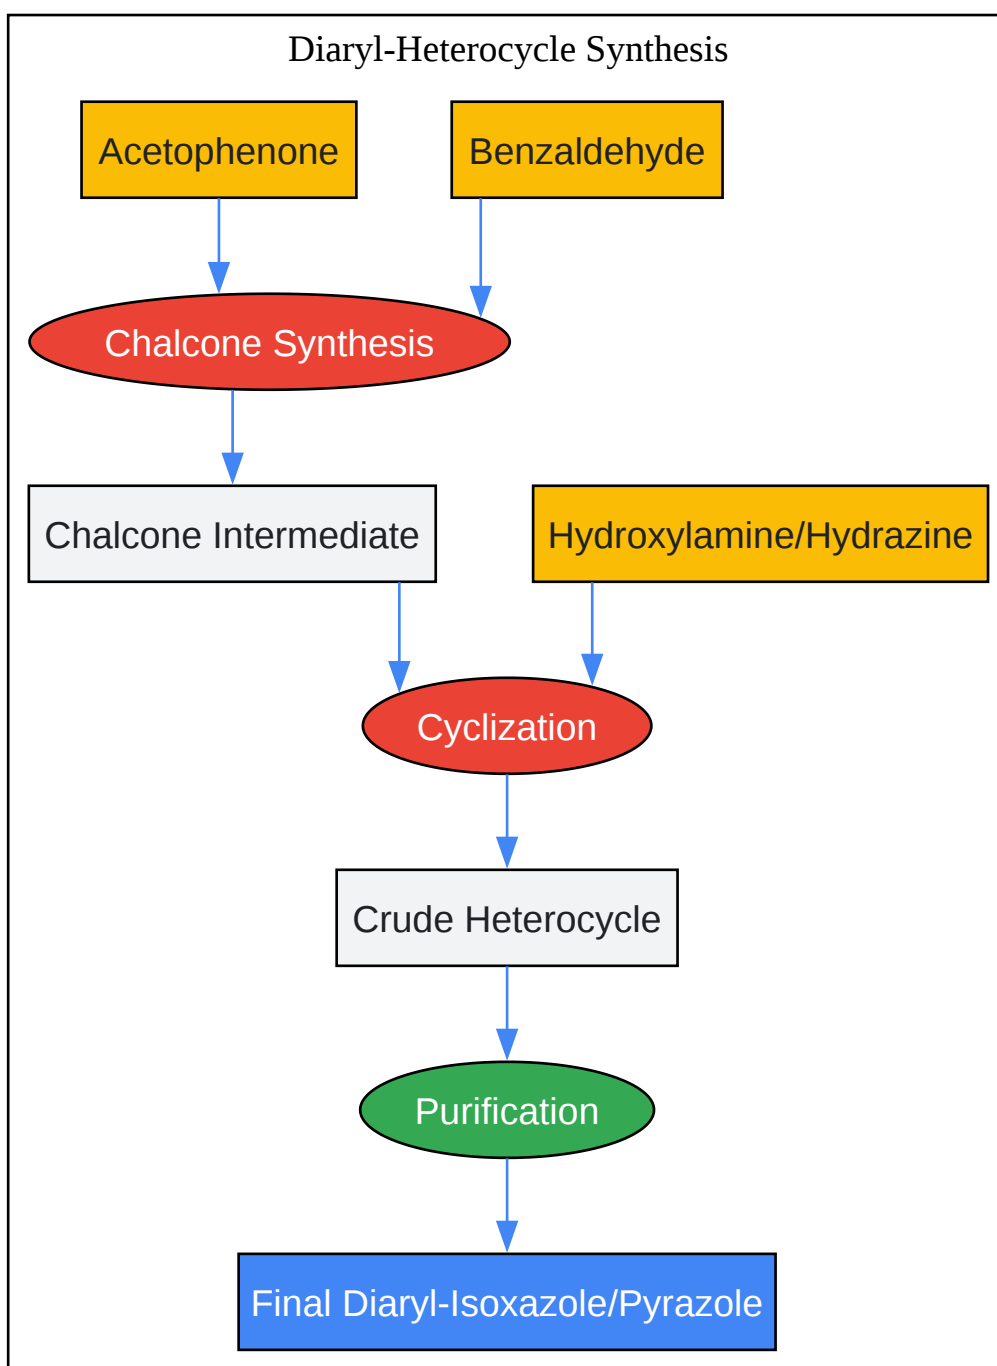 Diaryl-Heterocycle Synthesis
Acetophenone
Benzaldehyde
Chalcone Synthesis
Chalcone Intermediate
Hydroxylamine/Hydrazine
Cyclization
Crude Heterocycle
Purification
Final Diaryl-Isoxazole/Pyrazole